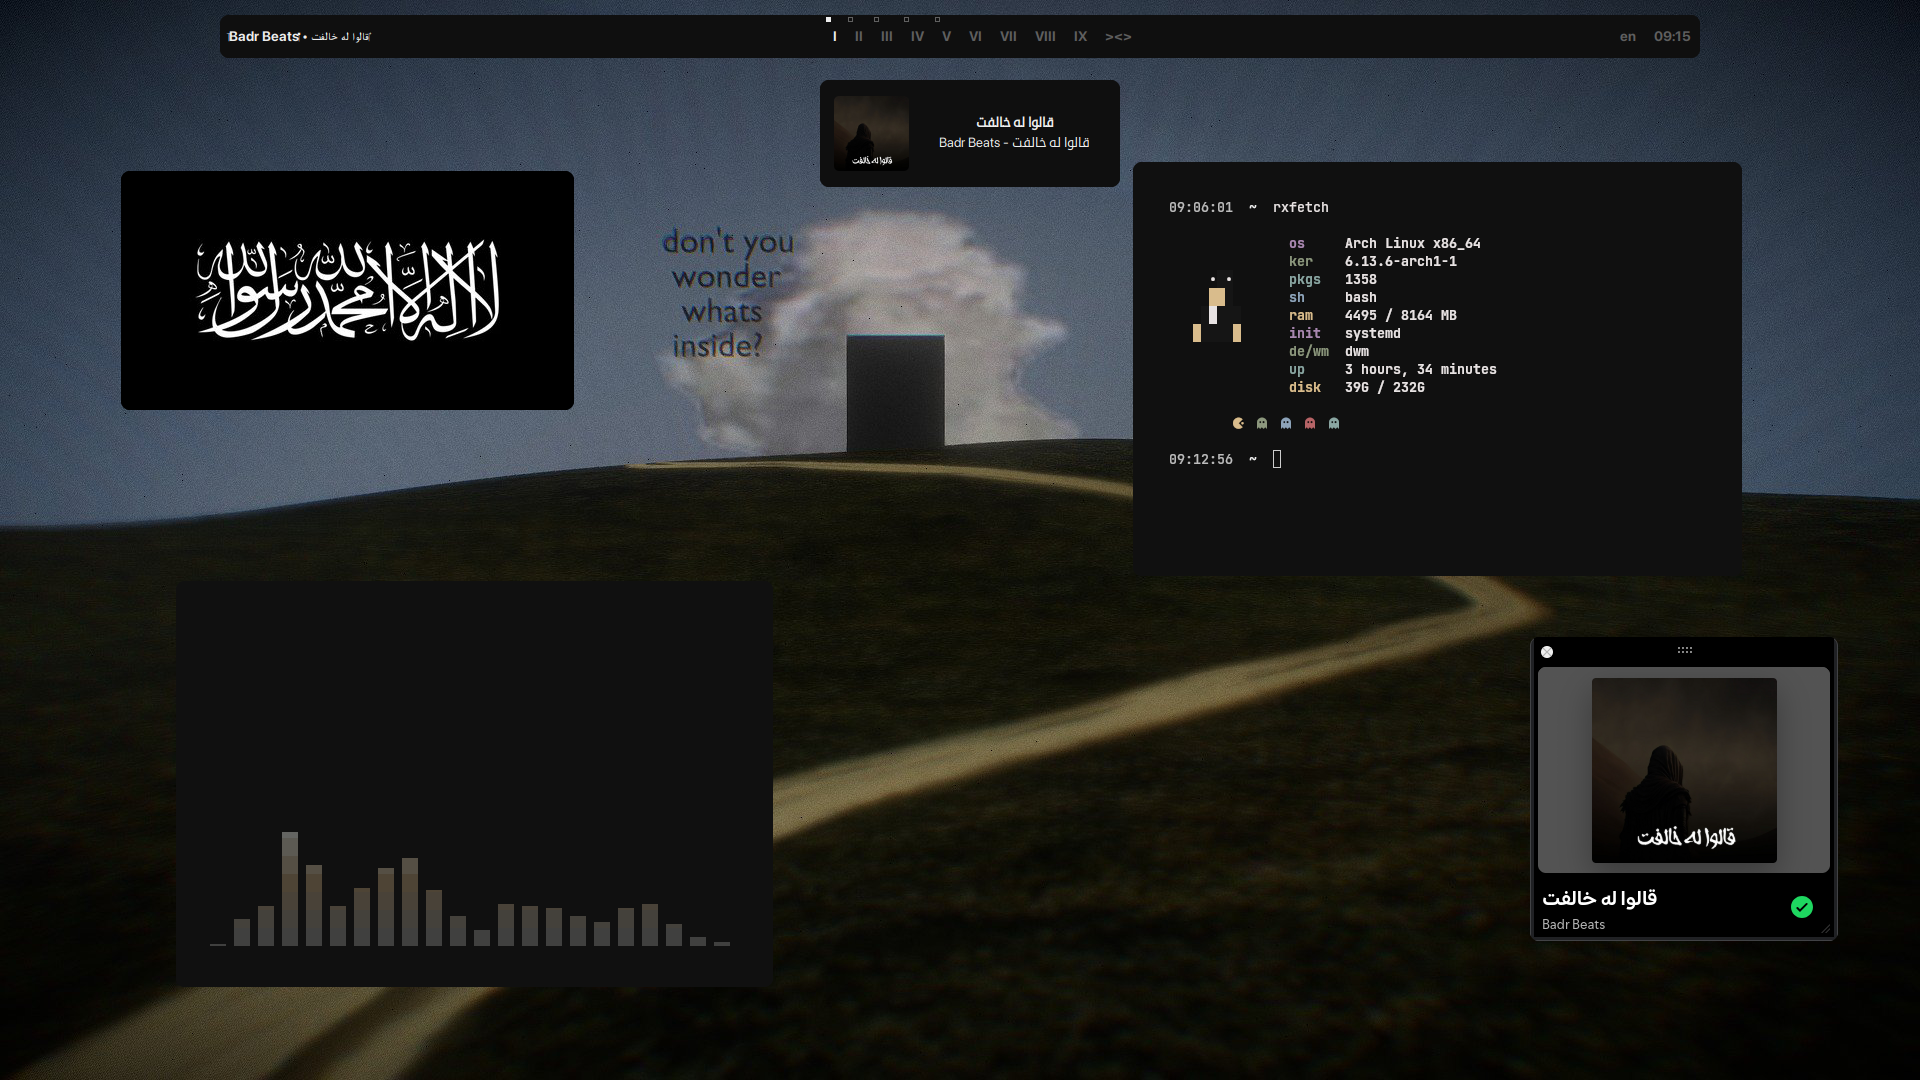 Badr Beats • قالوا له خالفت
I II III IV V VI VII VIII IX ><>
en 09:15
قالوا له خالفت
Badr Beats - قالوا له خالفت
قالوا له خالفت
لا إله إلا الله محمد رسول الله
don't you
wonder
whats
inside?
09:06:01 ~ rxfetch
os Arch Linux x86_64
ker 6.13.6-arch1-1
pkgs 1358
sh bash
ram 4495 / 8164 MB
init systemd
de/wm dwm
up 3 hours, 34 minutes
disk 39G / 232G
09:12:56 ~
قالوا له خالفت
قالوا له خالفت
Badr Beats